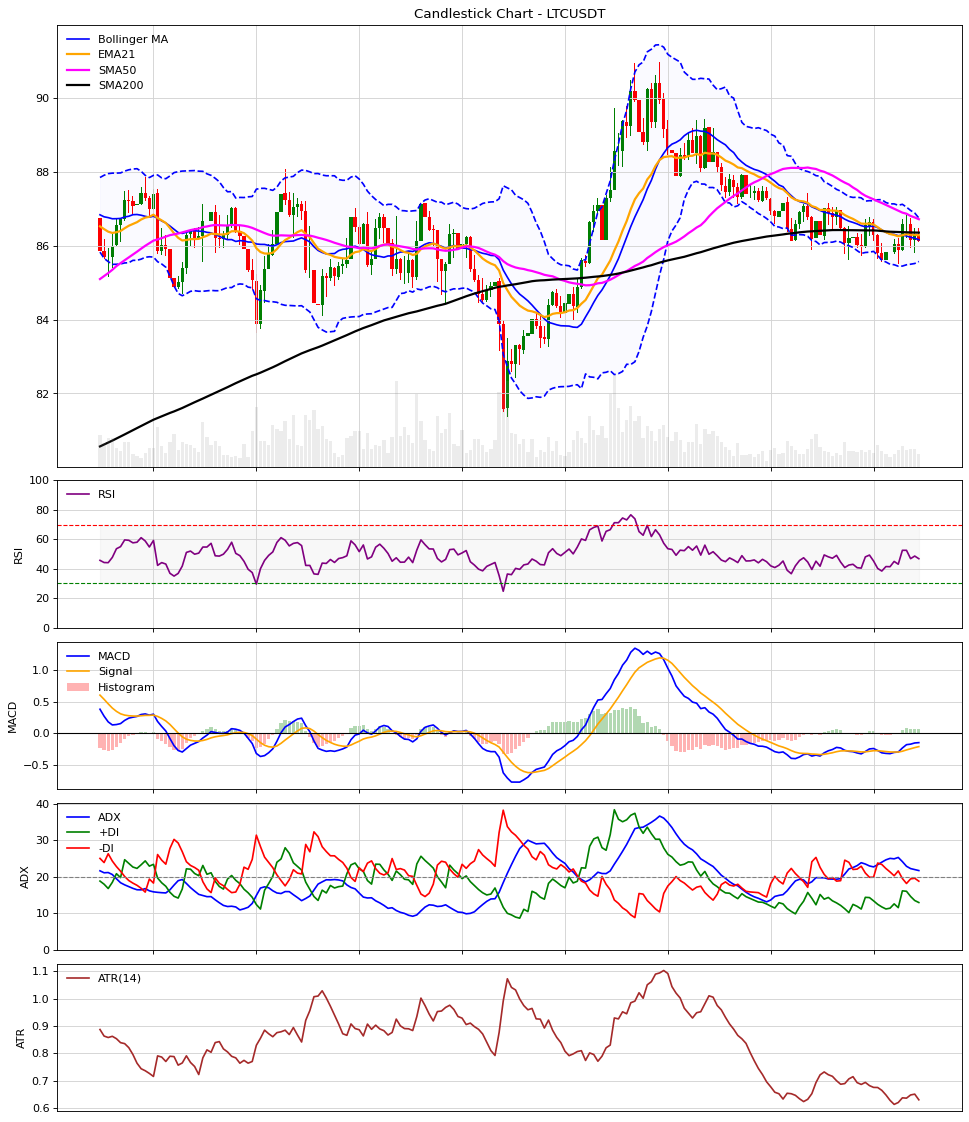 Candlestick Chart - LTCUSDT
Bollinger MA
EMA21
SMA50
SMA200
90
88
86
84
82
100
80
60
40
20
0
RSI
RSI
1.0
0.5
0.0
−0.5
MACD
MACD
Signal
Histogram
40
30
20
10
0
ADX
ADX
+DI
-DI
1.1
1.0
0.9
0.8
0.7
0.6
ATR
ATR(14)